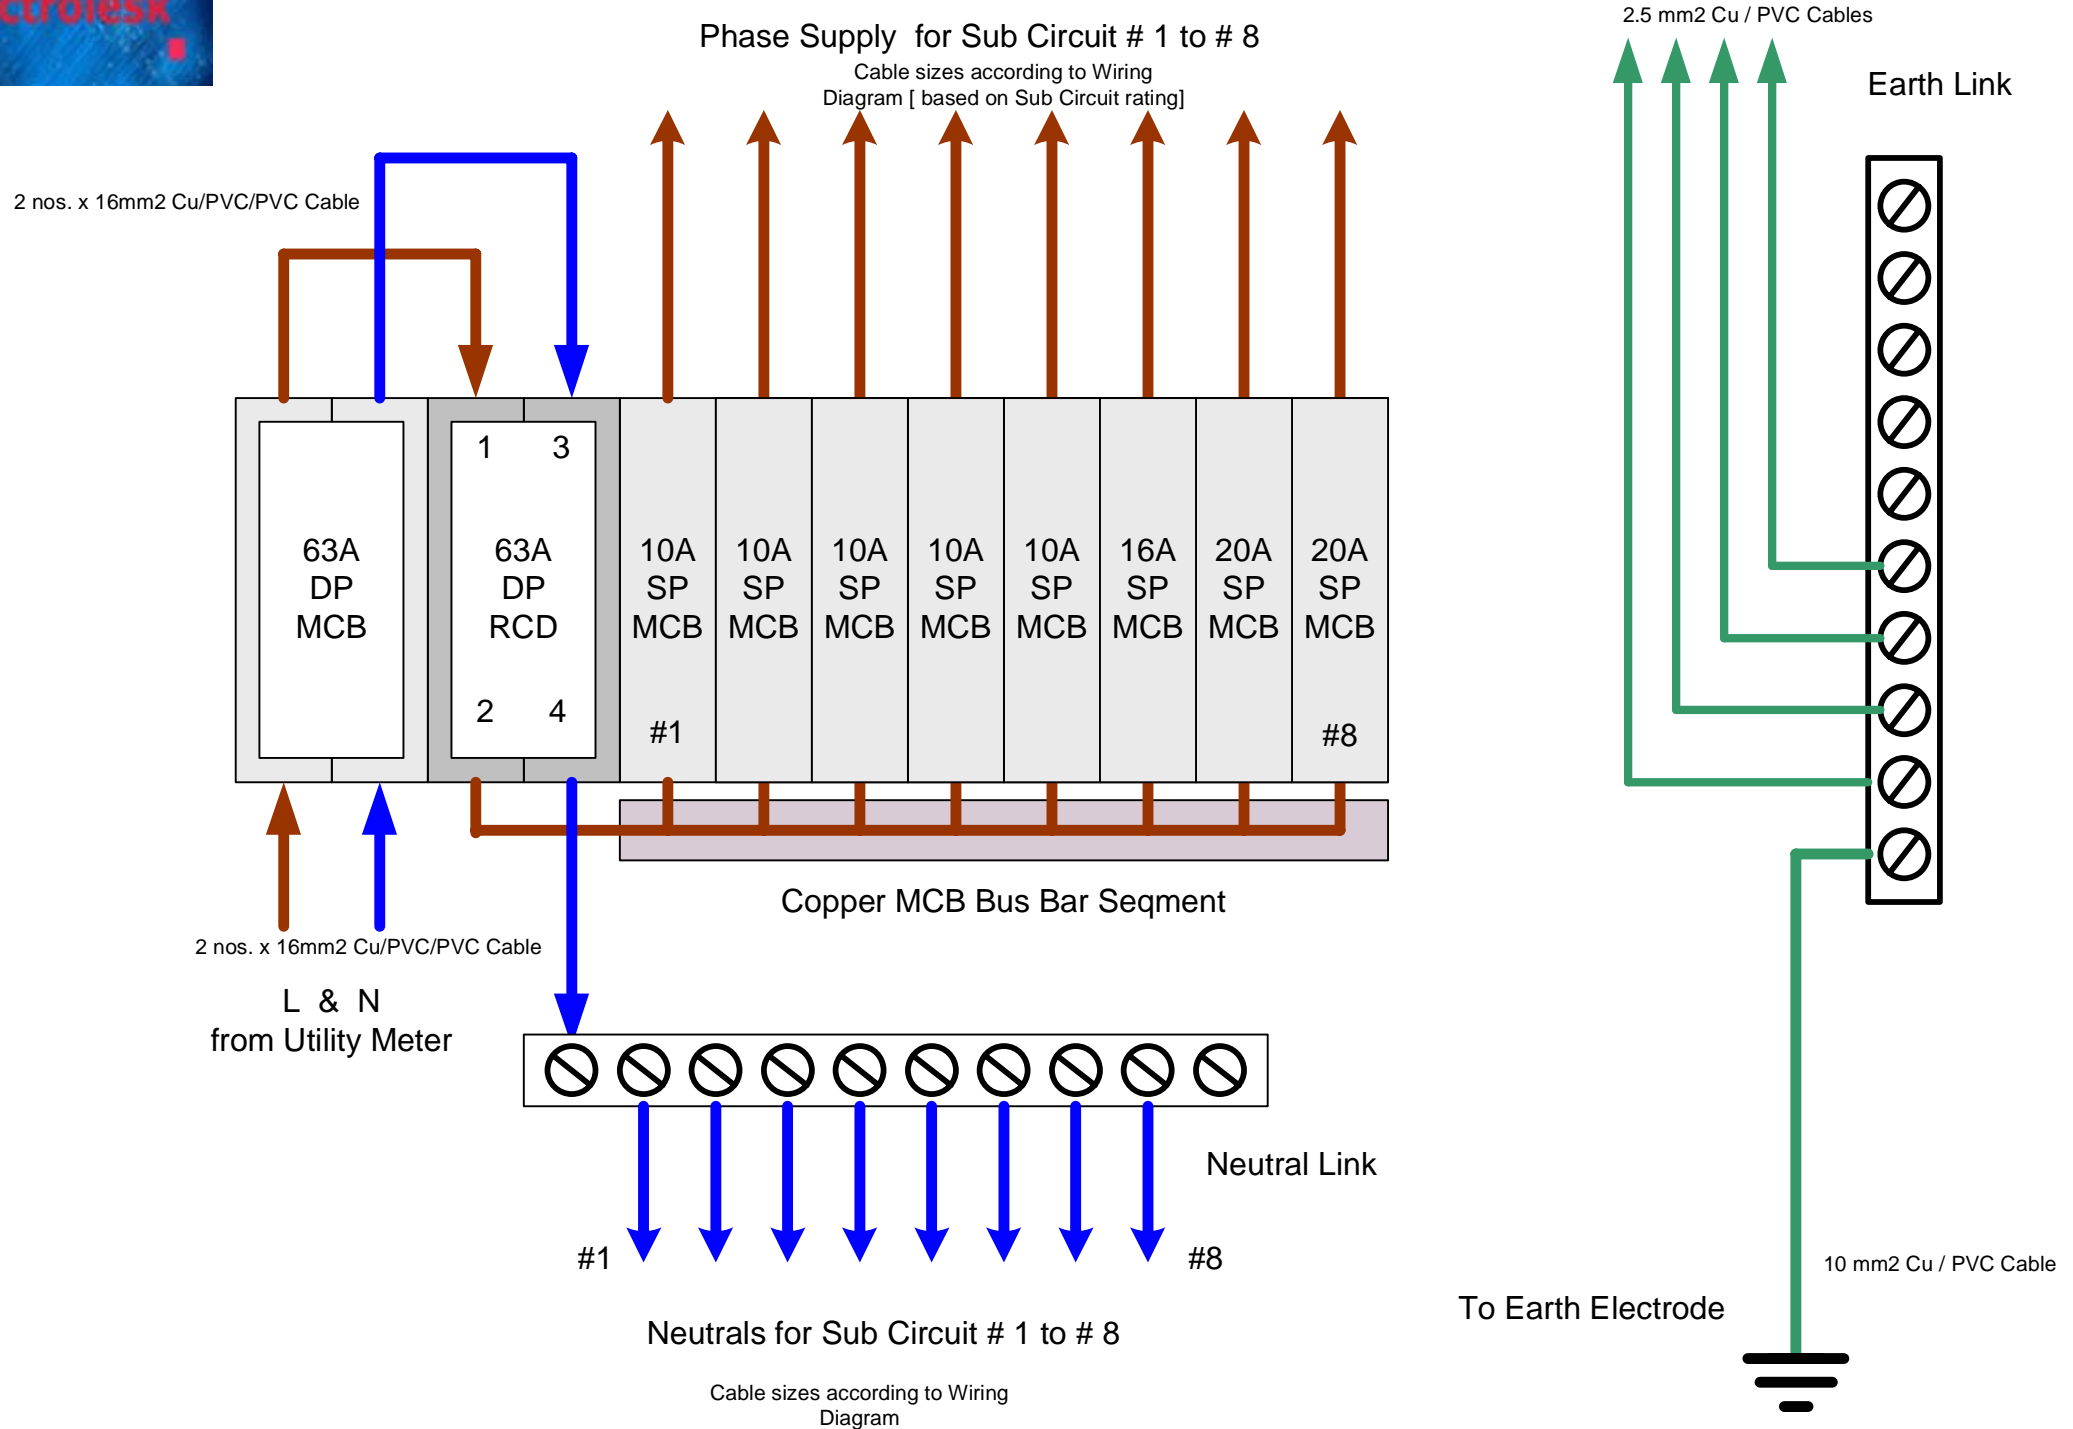 ctrolesk
Phase Supply for Sub Circuit # 1 to # 8
Cable sizes according to Wiring
Diagram [ based on Sub Circuit rating]
2.5 mm2 Cu / PVC Cables
Earth Link
2 nos. x 16mm2 Cu/PVC/PVC Cable
1 3
63A
DP
MCB
63A
DP
RCD
2 4
10A
SP
MCB
#1
10A
SP
MCB
10A
SP
MCB
10A
SP
MCB
10A
SP
MCB
16A
SP
MCB
20A
SP
MCB
20A
SP
MCB
#8
Copper MCB Bus Bar Seqment
2 nos. x 16mm2 Cu/PVC/PVC Cable
L & N
from Utility Meter
Neutral Link
#1
#8
Neutrals for Sub Circuit # 1 to # 8
Cable sizes according to Wiring
Diagram
10 mm2 Cu / PVC Cable
To Earth Electrode